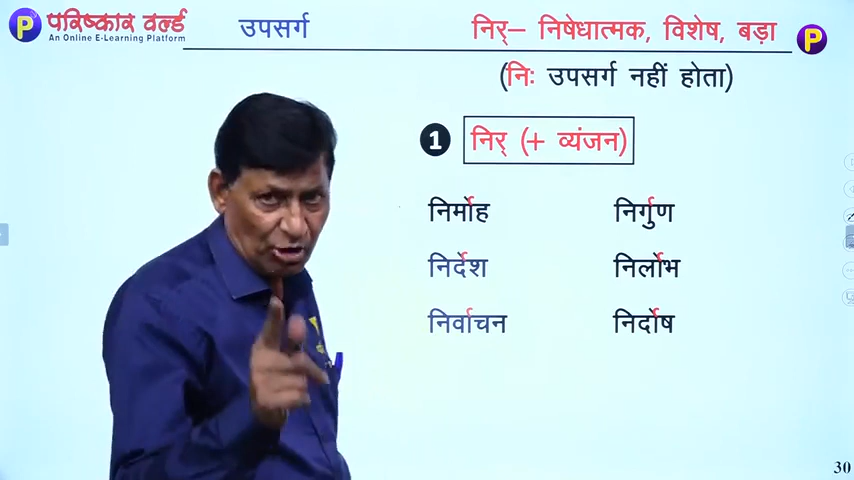 परिष्कार वर्ल्ड
An Online E-Learning Platform
उपसर्ग
निर्– निषेधात्मक, विशेष, बड़ा
(निः उपसर्ग नहीं होता)
1 निर् (+ व्यंजन)
निर्मोह निर्गुण
निर्देश निर्लोभ
निर्वाचन निर्दोष
30